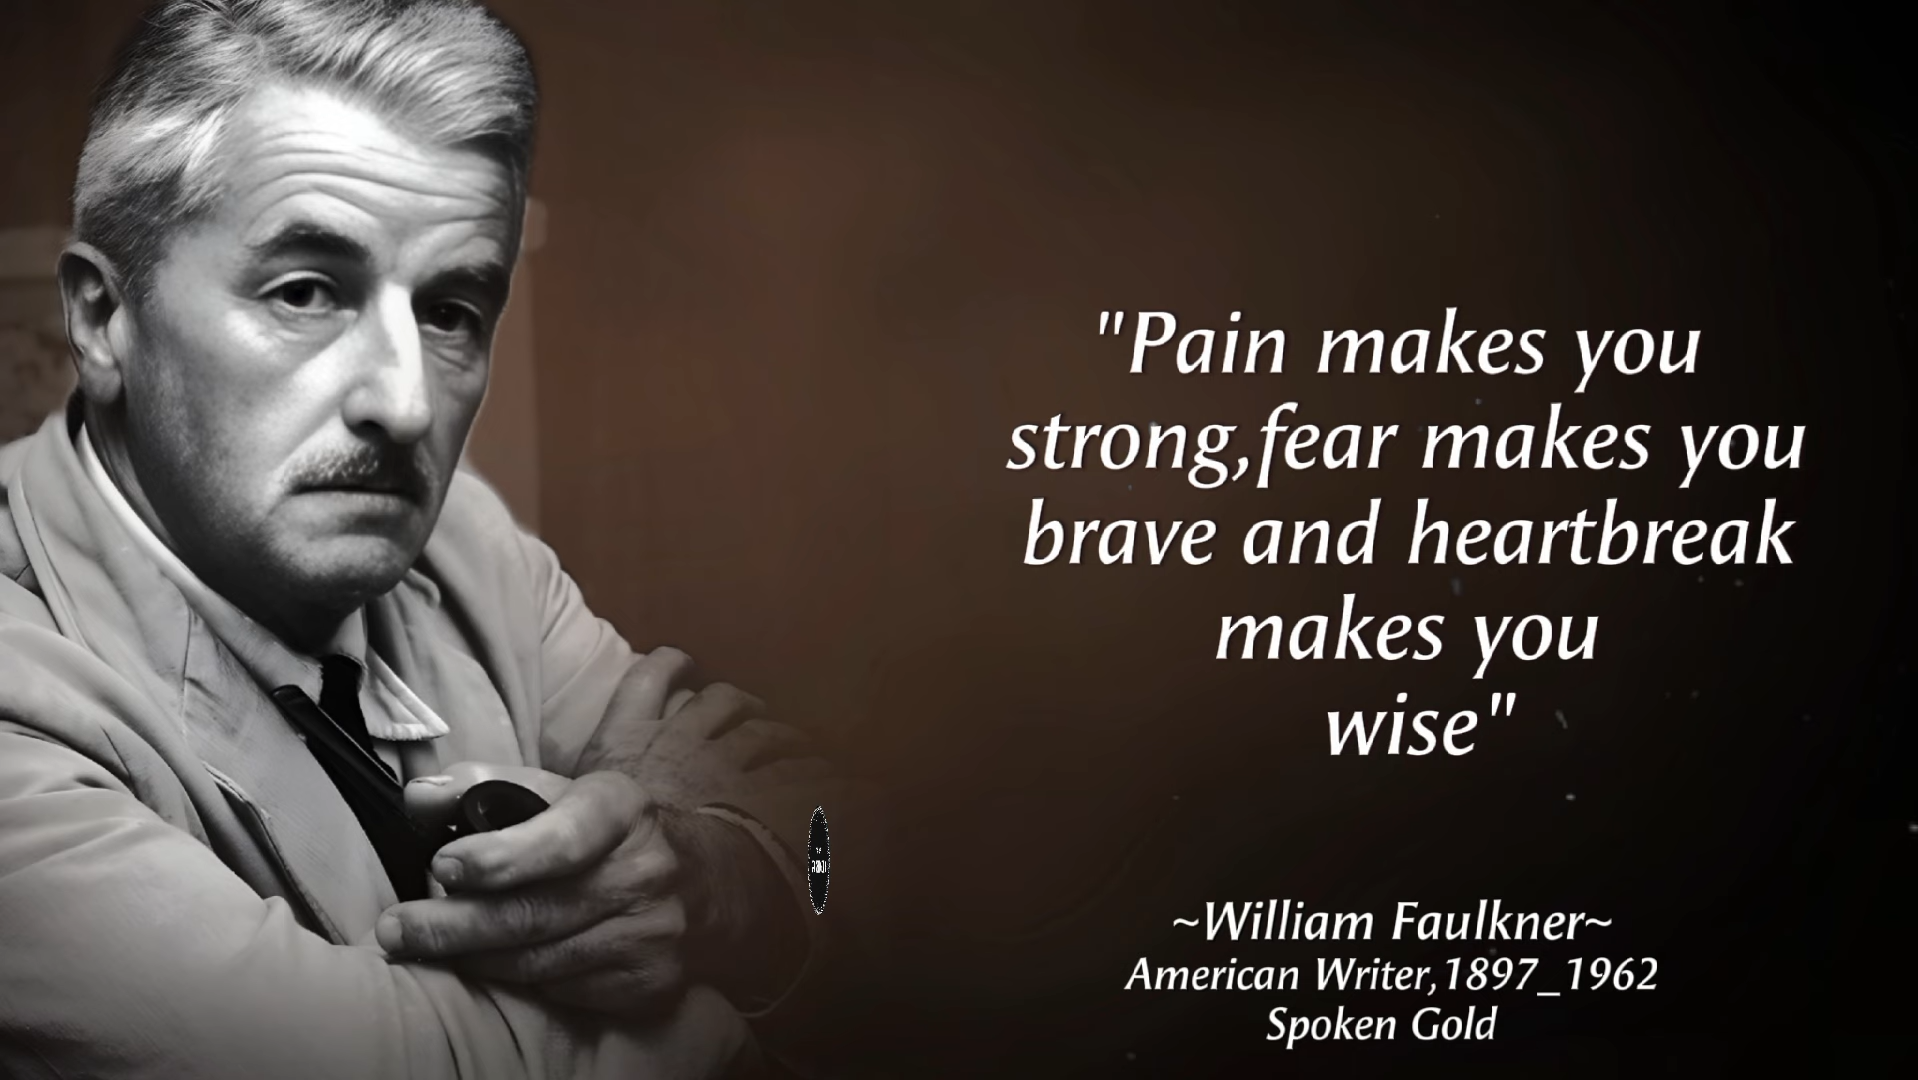 "Pain makes you
strong,fear makes you
brave and heartbreak
makes you
wise"
~William Faulkner~
American Writer,1897_1962
Spoken Gold